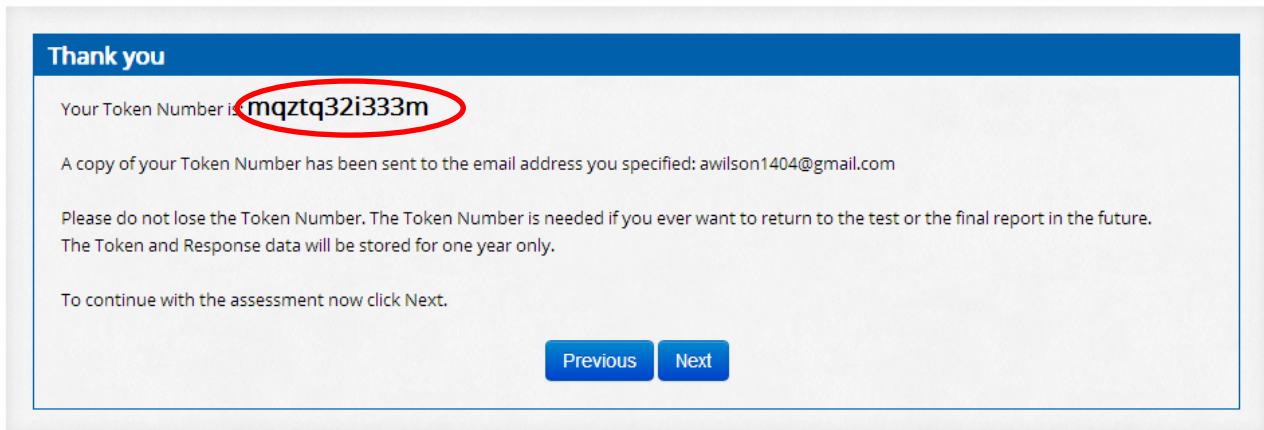 Thank you
Your Token Number is: mqztq32i333m
A copy of your Token Number has been sent to the email address you specified: awilson1404@gmail.com
Please do not lose the Token Number. The Token Number is needed if you ever want to return to the test or the final report in the future.
The Token and Response data will be stored for one year only.
To continue with the assessment now click Next.
Previous Next